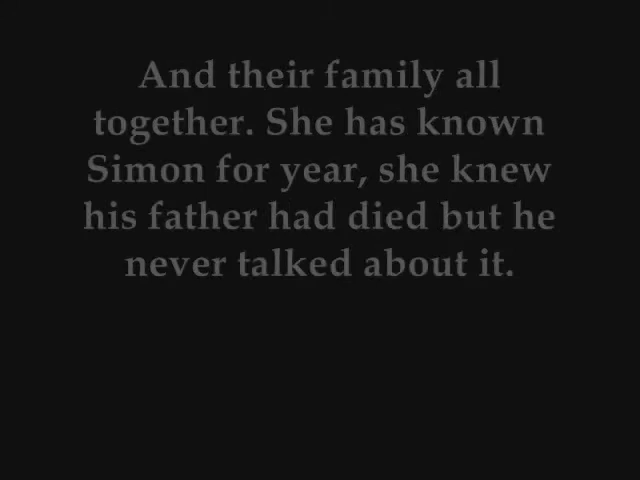 And their family all
together. She has known
Simon for year, she knew
his father had died but he
never talked about it.